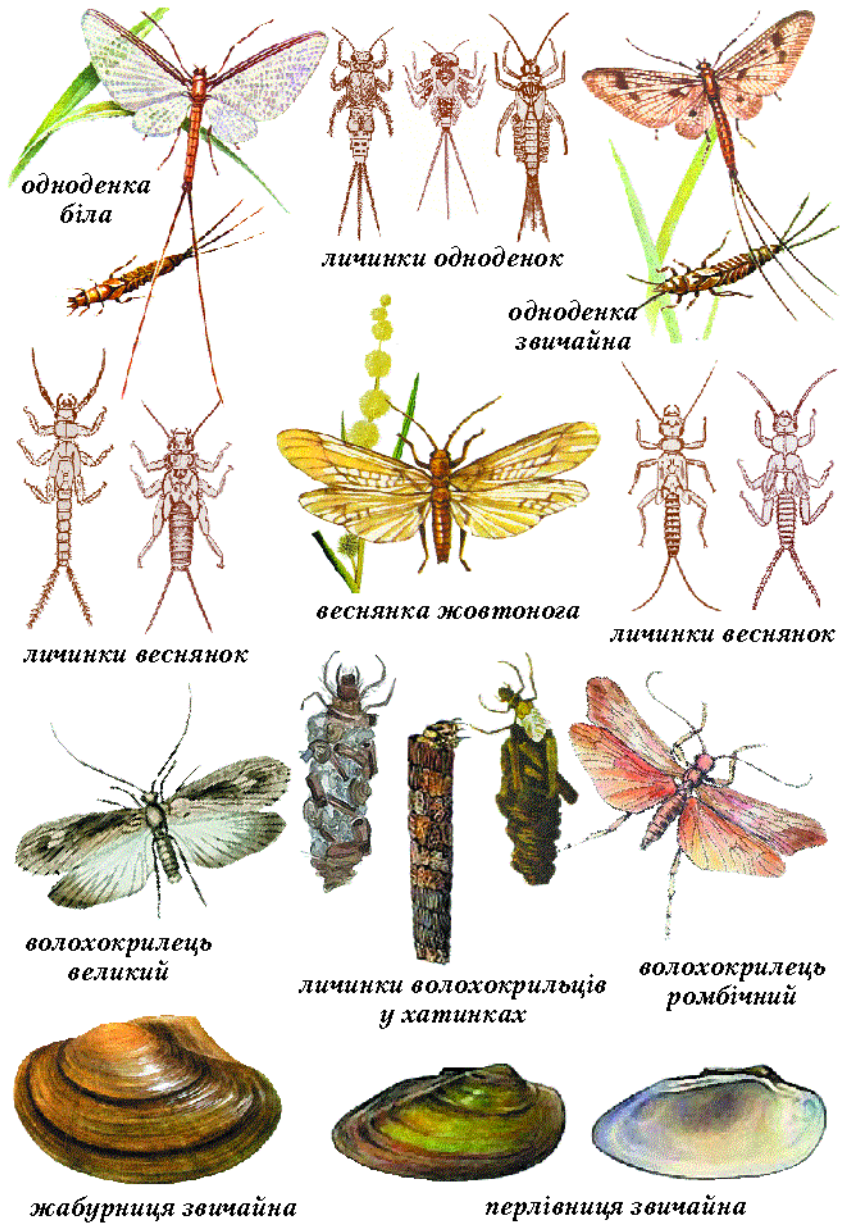 одноденка
біла
личинки одноденок
одноденка
звичайна
личинки веснянок
веснянка жовтонога
личинки веснянок
волохокрилець
великий
личинки волохокрильців
у хатинках
волохокрилець
ромбічний
жабурниця звичайна
перлівниця звичайна